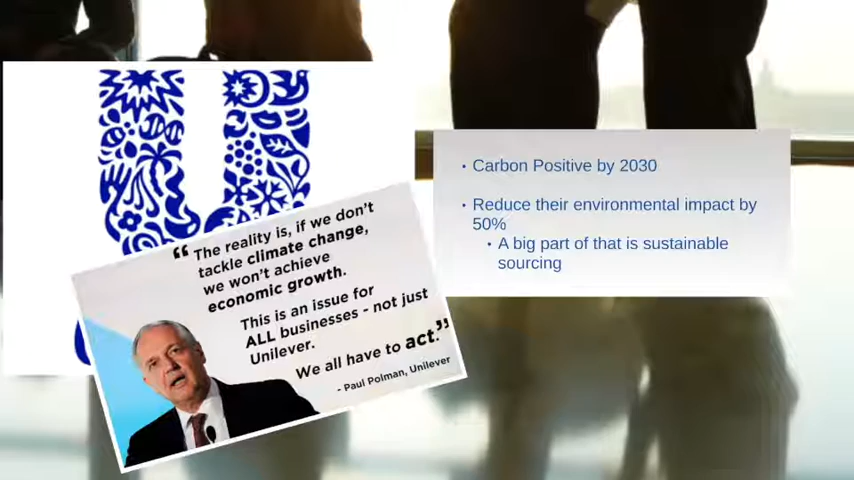 “The reality is, if we don't
tackle climate change,
we won't achieve
economic growth.
This is an issue for
ALL businesses - not just
Unilever.
We all have to act.”
- Paul Polman, Unilever
• Carbon Positive by 2030
• Reduce their environmental impact by
50%
• A big part of that is sustainable
sourcing